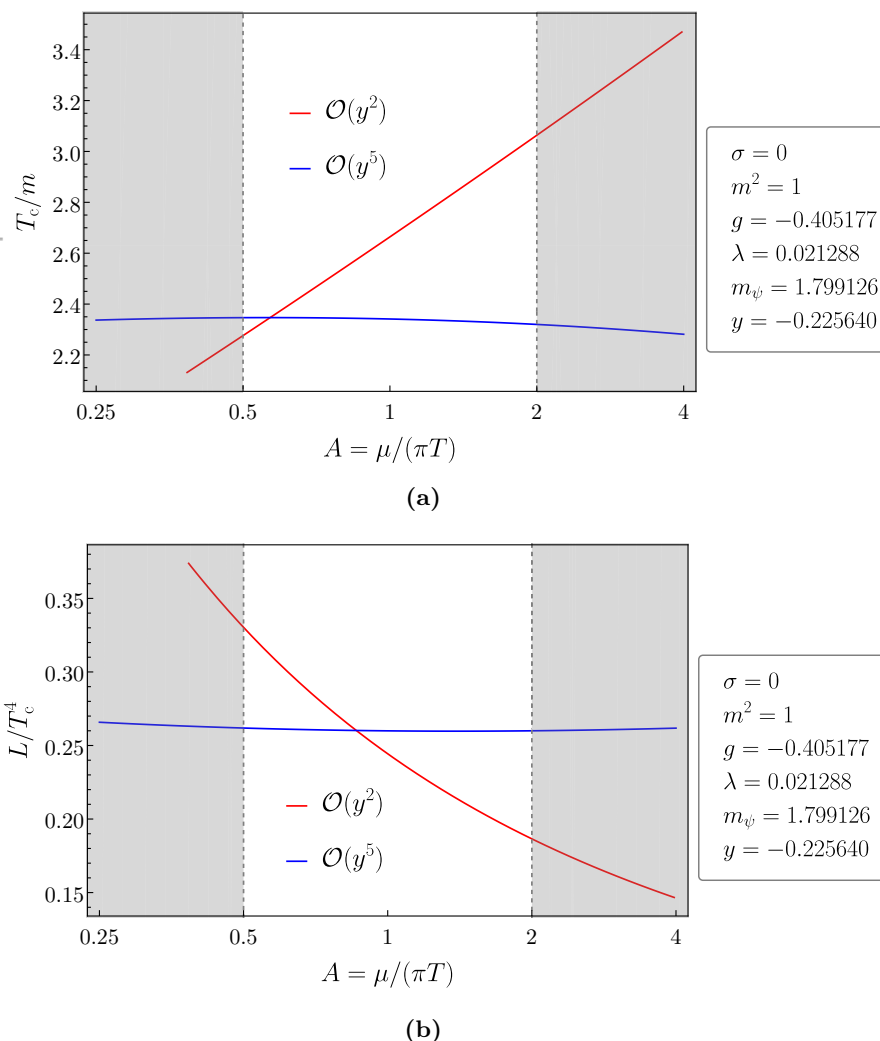 3.4
3.2
3.0
2.8
2.6
2.4
2.2
T_c/m
𝒪(y²)
𝒪(y⁵)
0.25 0.5 1 2 4
A = μ/(πT)
σ = 0
m² = 1
g = −0.405177
λ = 0.021288
m_ψ = 1.799126
y = −0.225640
(a)
0.35
0.30
0.25
0.20
0.15
L/T_c⁴
𝒪(y²)
𝒪(y⁵)
0.25 0.5 1 2 4
A = μ/(πT)
σ = 0
m² = 1
g = −0.405177
λ = 0.021288
m_ψ = 1.799126
y = −0.225640
(b)